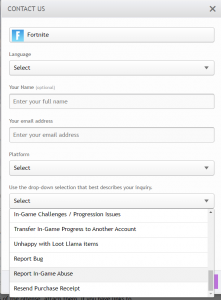 CONTACT US
Fortnite
Language
Select
Your Name (optional)
Enter your full name
Your email address
Enter your email address
Platform
Select
Use the drop-down selection that best describes your inquiry.
Select
In-Game Challenges / Progression Issues
Transfer In-Game Progress to Another Account
Unhappy with Loot Llama Items
Report Bug
Report In-Game Abuse
Resend Purchase Receipt